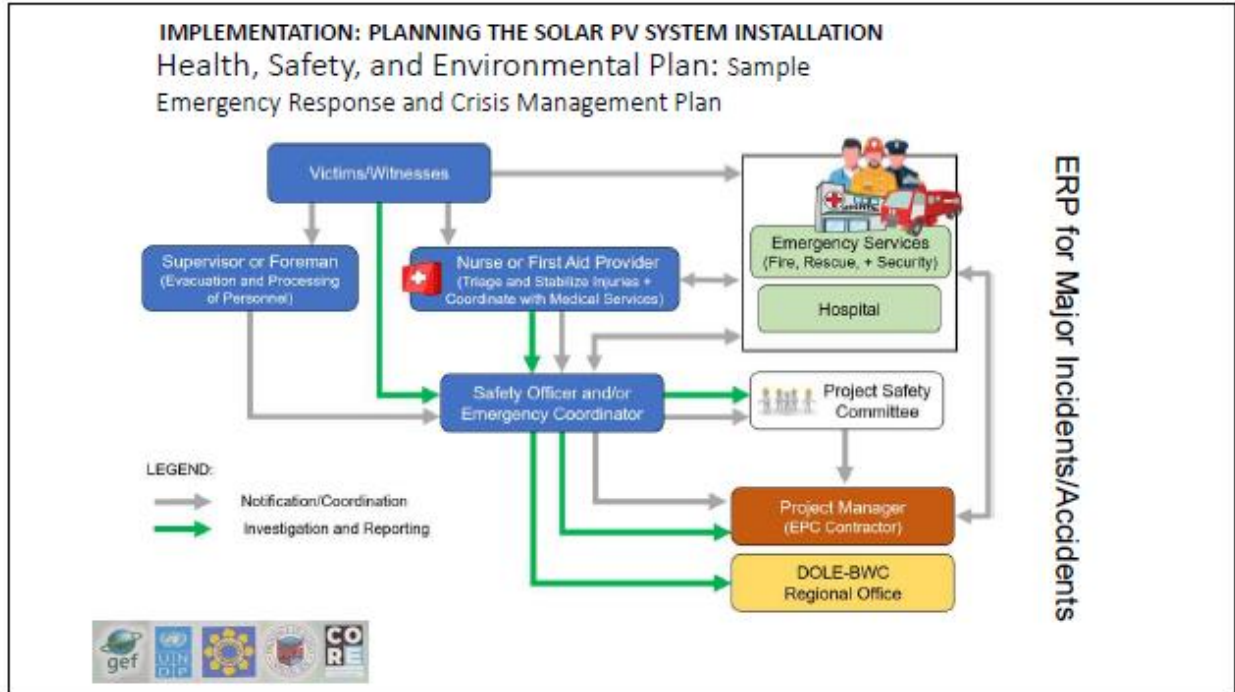 IMPLEMENTATION: PLANNING THE SOLAR PV SYSTEM INSTALLATION
Health, Safety, and Environmental Plan: Sample
Emergency Response and Crisis Management Plan
Victims/Witnesses
Supervisor or Foreman
(Evacuation and Processing
of Personnel)
Nurse or First Aid Provider
(Triage and Stabilize Injuries +
Coordinate with Medical Services)
Emergency Services
(Fire, Rescue, + Security)
Hospital
Safety Officer and/or
Emergency Coordinator
Project Safety
Committee
LEGEND:
Notification/Coordination
Investigation and Reporting
Project Manager
(EPC Contractor)
DOLE-BWC
Regional Office
ERP for Major Incidents/Accidents
gef
U N
D P
CO
RE